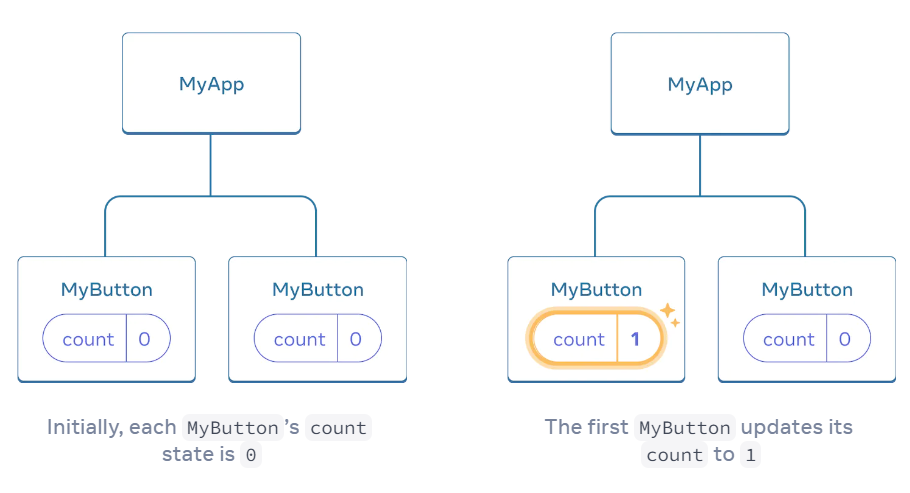 MyApp
MyButton
count 0
MyButton
count 0
Initially, each MyButton's count
state is 0
MyApp
MyButton
count 1
MyButton
count 0
The first MyButton updates its
count to 1